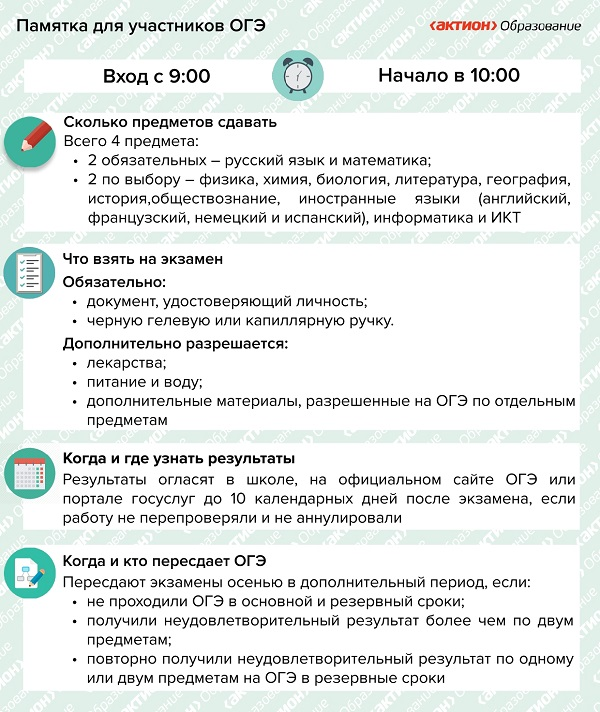 Памятка для участников ОГЭ
‹АКТИОН› Образование
Вход с 9:00
Начало в 10:00
Сколько предметов сдавать
Всего 4 предмета:
• 2 обязательных – русский язык и математика;
• 2 по выбору – физика, химия, биология, литература, география,
история,обществознание, иностранные языки (английский,
французский, немецкий и испанский), информатика и ИКТ
Что взять на экзамен
Обязательно:
• документ, удостоверяющий личность;
• черную гелевую или капиллярную ручку.
Дополнительно разрешается:
• лекарства;
• питание и воду;
• дополнительные материалы, разрешенные на ОГЭ по отдельным
предметам
Когда и где узнать результаты
Результаты огласят в школе, на официальном сайте ОГЭ или
портале госуслуг до 10 календарных дней после экзамена, если
работу не перепроверяли и не аннулировали
Когда и кто пересдает ОГЭ
Пересдают экзамены осенью в дополнительный период, если:
• не проходили ОГЭ в основной и резервный сроки;
• получили неудовлетворительный результат более чем по двум
предметам;
• повторно получили неудовлетворительный результат по одному
или двум предметам на ОГЭ в резервные сроки